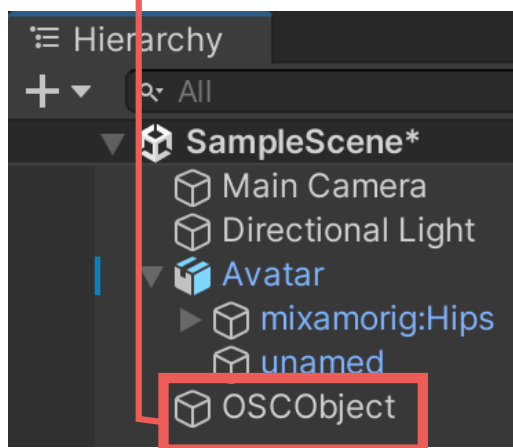 Hierarchy
All
SampleScene*
Main Camera
Directional Light
Avatar
mixamorig:Hips
unamed
OSCObject